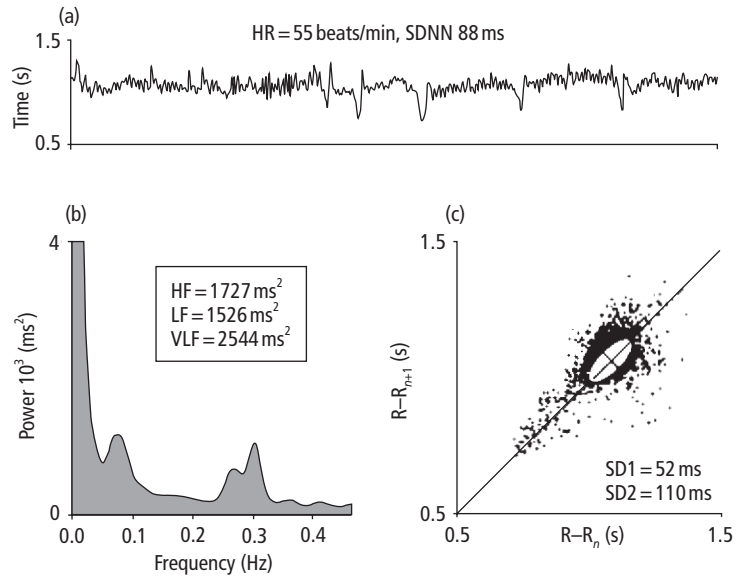 (a)
HR = 55 beats/min, SDNN 88 ms
1.5
Time (s)
0.5
(b)
4
Power 10³ (ms²)
0
HF = 1727 ms²
LF = 1526 ms²
VLF = 2544 ms²
0.0 0.1 0.2 0.3 0.4
Frequency (Hz)
(c)
1.5
R–Rₙ₊₁ (s)
0.5
SD1 = 52 ms
SD2 = 110 ms
0.5 R–Rₙ (s) 1.5